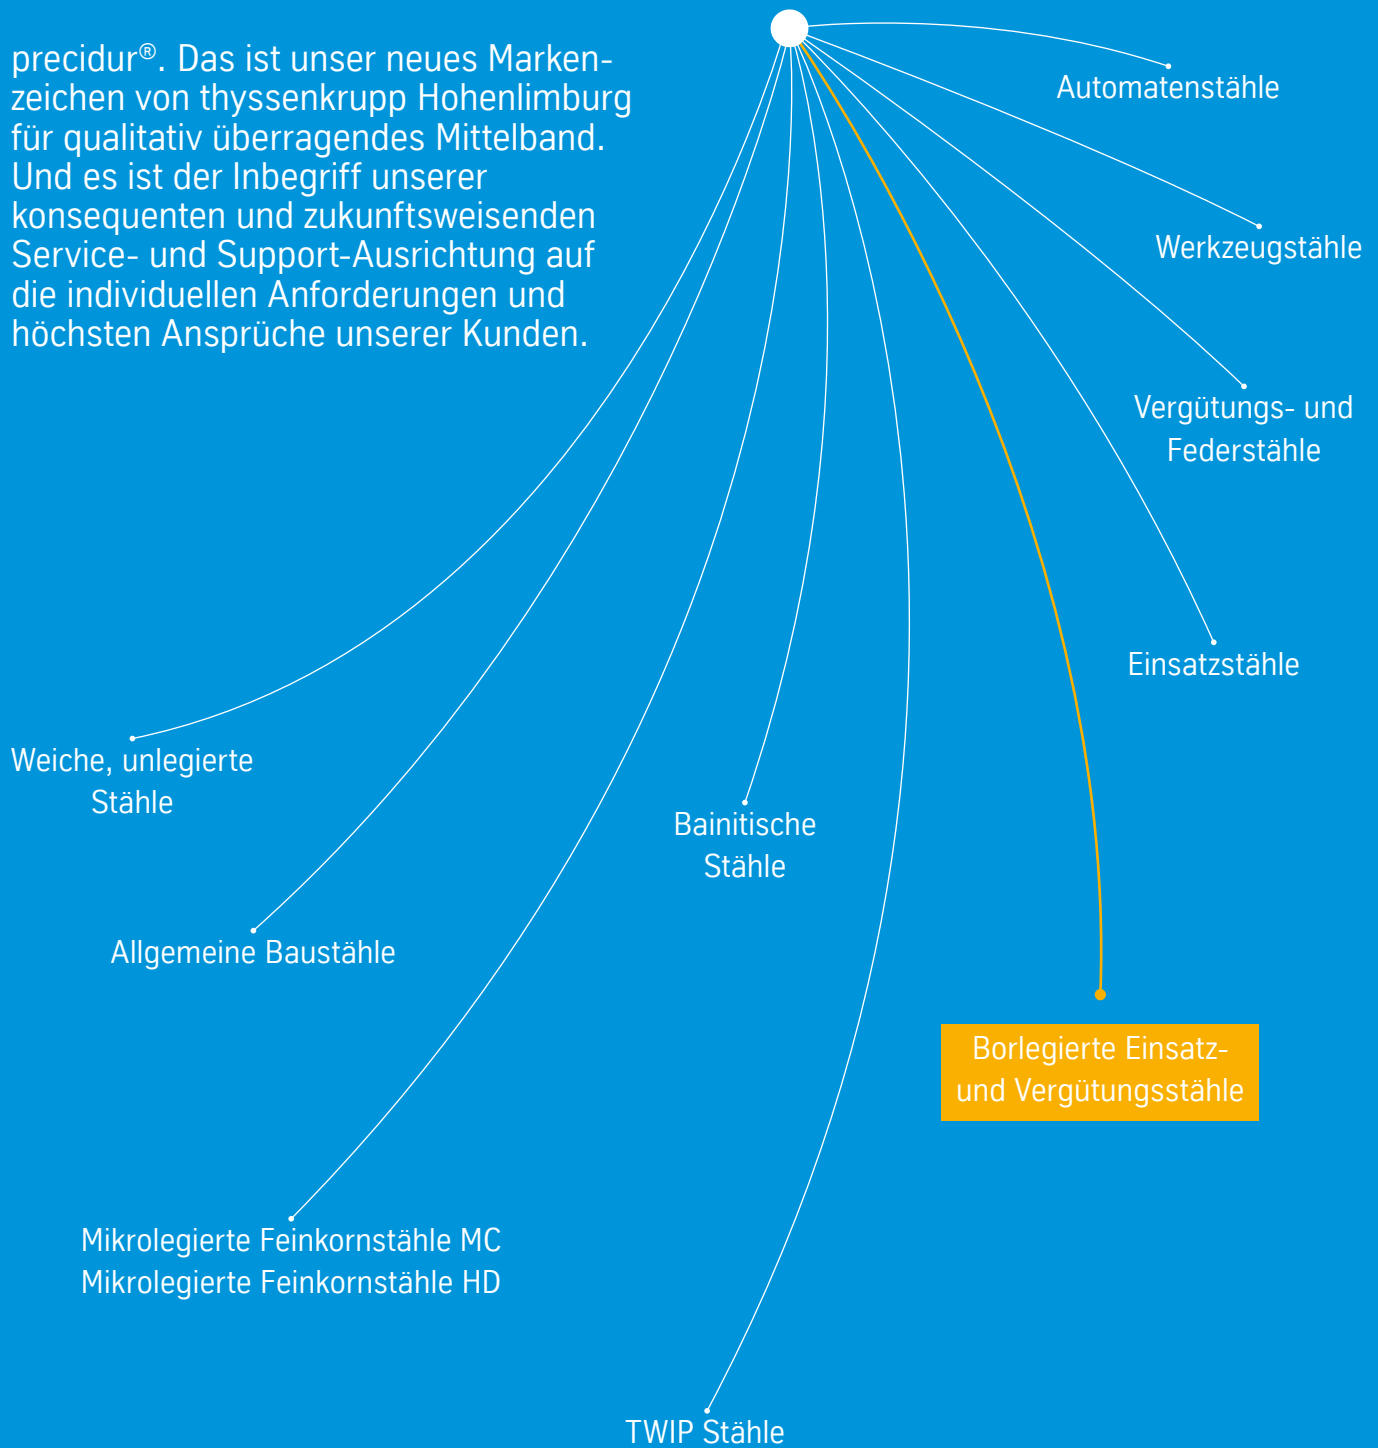 precidur®. Das ist unser neues Marken-
zeichen von thyssenkrupp Hohenlimburg
für qualitativ überragendes Mittelband.
Und es ist der Inbegriff unserer
konsequenten und zukunftsweisenden
Service- und Support-Ausrichtung auf
die individuellen Anforderungen und
höchsten Ansprüche unserer Kunden.
Automatenstähle
Werkzeugstähle
Vergütungs- und
Federstähle
Einsatzstähle
Weiche, unlegierte
Stähle
Bainitische
Stähle
Allgemeine Baustähle
Borlegierte Einsatz-
und Vergütungsstähle
Mikrolegierte Feinkornstähle MC
Mikrolegierte Feinkornstähle HD
TWIP Stähle